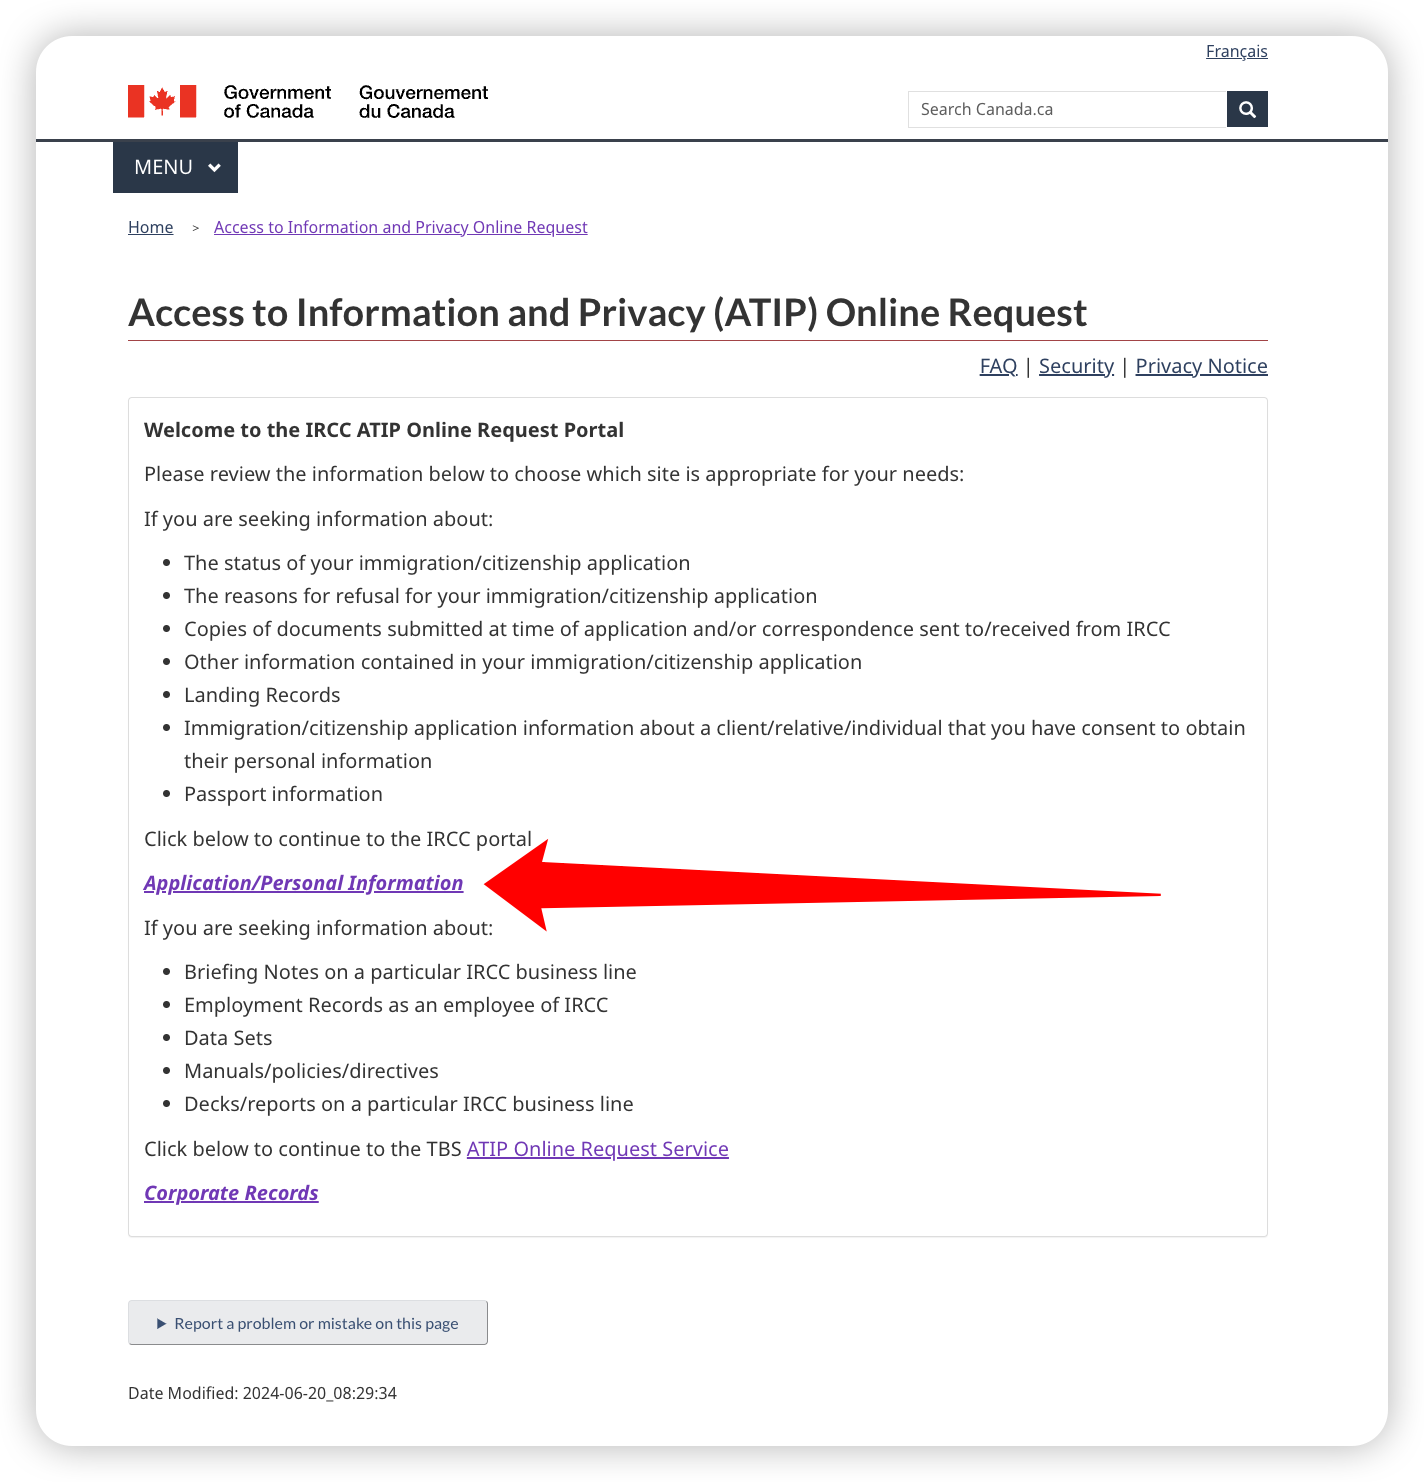 Français
Government of Canada
Gouvernement du Canada
Search Canada.ca
MENU
Home > Access to Information and Privacy Online Request
Access to Information and Privacy (ATIP) Online Request
FAQ | Security | Privacy Notice
Welcome to the IRCC ATIP Online Request Portal
Please review the information below to choose which site is appropriate for your needs:
If you are seeking information about:
• The status of your immigration/citizenship application
• The reasons for refusal for your immigration/citizenship application
• Copies of documents submitted at time of application and/or correspondence sent to/received from IRCC
• Other information contained in your immigration/citizenship application
• Landing Records
• Immigration/citizenship application information about a client/relative/individual that you have consent to obtain
their personal information
• Passport information
Click below to continue to the IRCC portal
Application/Personal Information
If you are seeking information about:
• Briefing Notes on a particular IRCC business line
• Employment Records as an employee of IRCC
• Data Sets
• Manuals/policies/directives
• Decks/reports on a particular IRCC business line
Click below to continue to the TBS ATIP Online Request Service
Corporate Records
Report a problem or mistake on this page
Date Modified: 2024-06-20_08:29:34